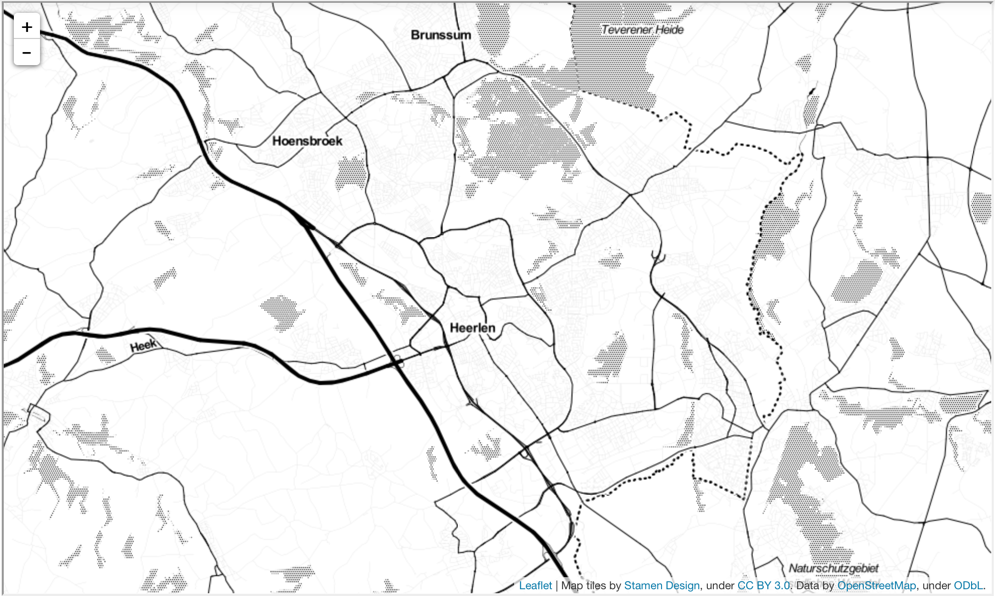 +
Teverener Heide
Brunssum
−
Hoensbroek
Heerlen
Heek
Naturschutzgebiet
Leaflet | Map tiles by Stamen Design, under CC BY 3.0. Data by OpenStreetMap, under ODbL.